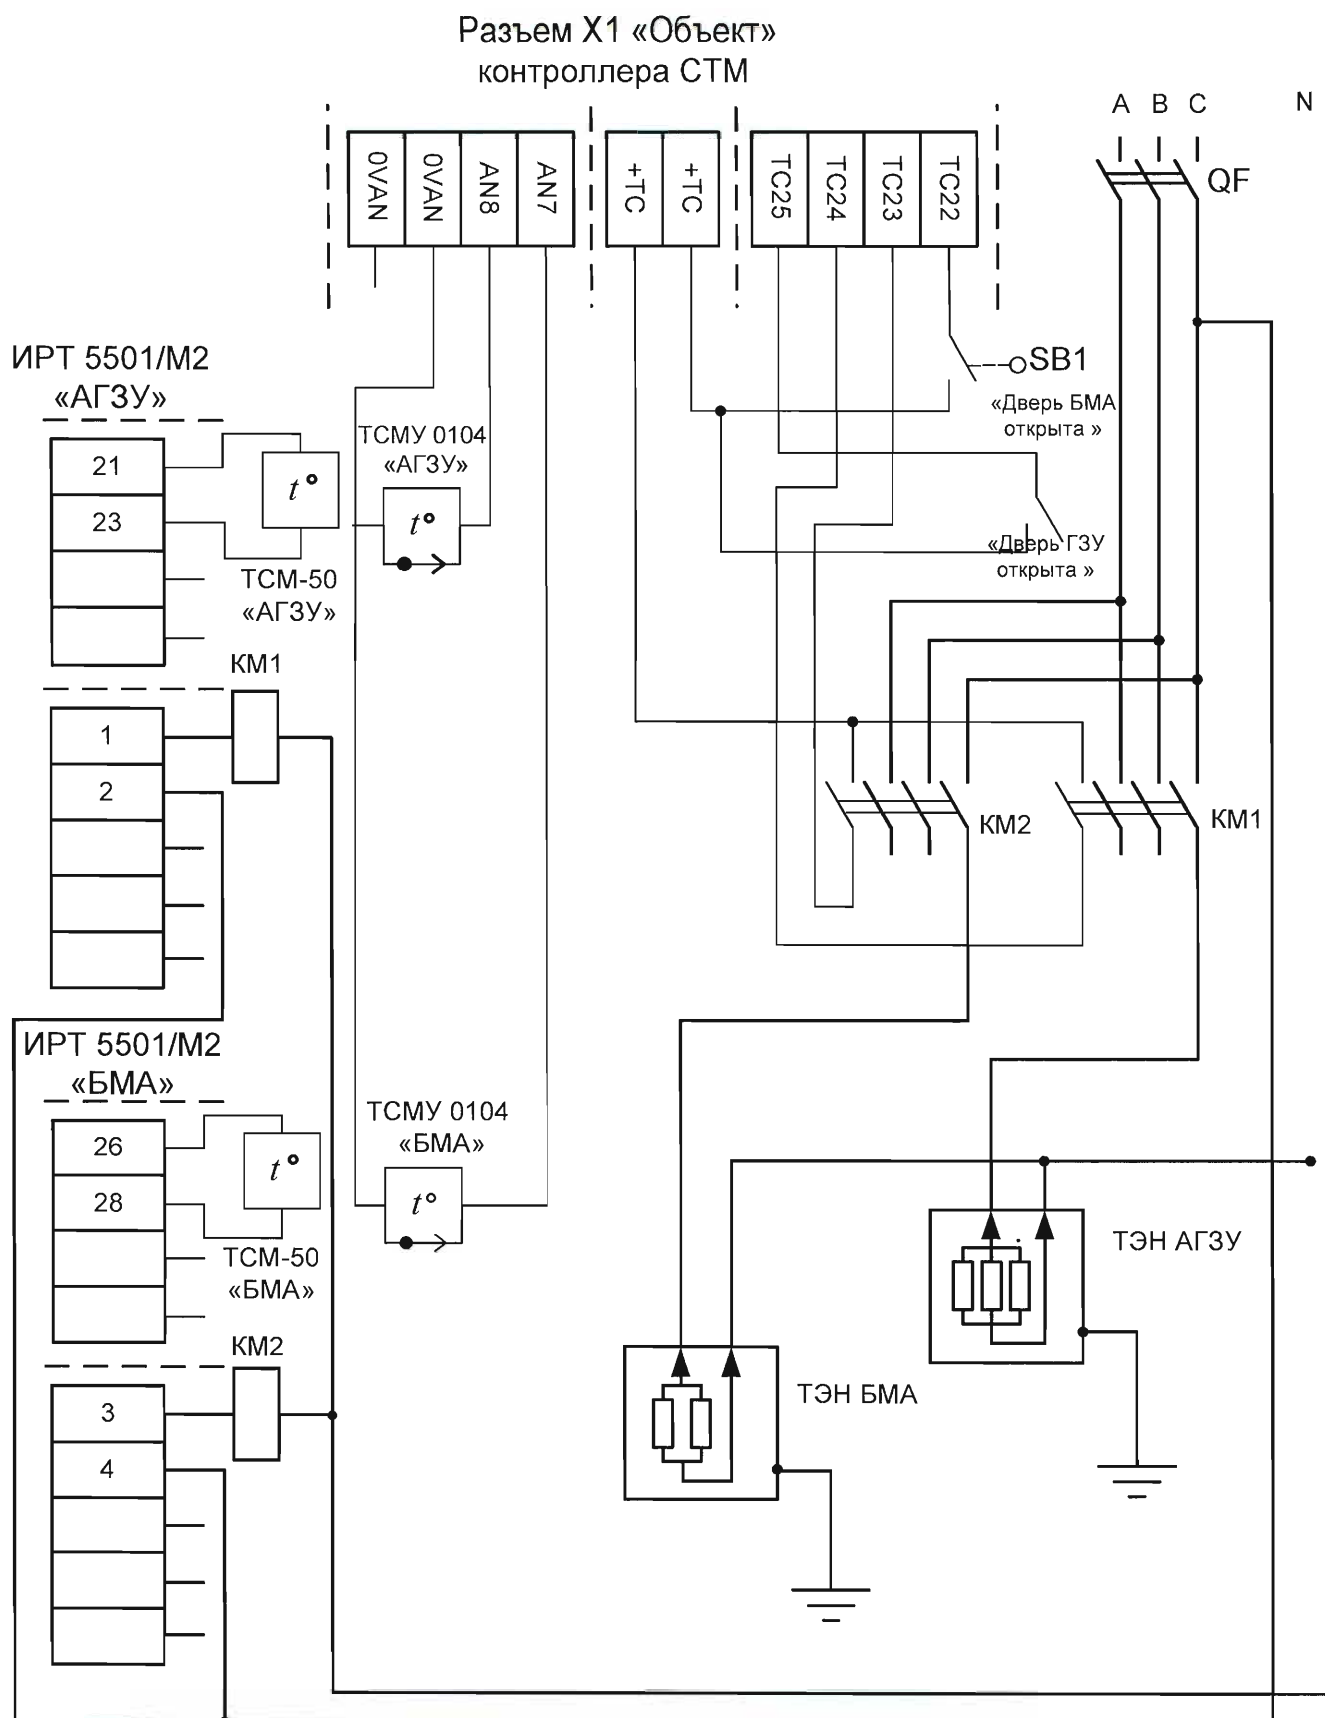 Разъем Х1 «Объект»
контроллера СТМ
A B C N
0VAN
0VAN
AN8
AN7
+TC
+TC
TC25
TC24
TC23
TC22
QF
ИРТ 5501/М2
«АГЗУ»
SB1
«Дверь БМА
открыта »
ТСМУ 0104
«АГЗУ»
21
t°
23
t°
«Дверь ГЗУ
открыта »
ТСМ-50
«АГЗУ»
КМ1
1
2
КМ2
КМ1
ИРТ 5501/М2
«БМА»
ТСМУ 0104
«БМА»
26
t°
28
t°
ТСМ-50
«БМА»
ТЭН АГЗУ
КМ2
ТЭН БМА
3
4